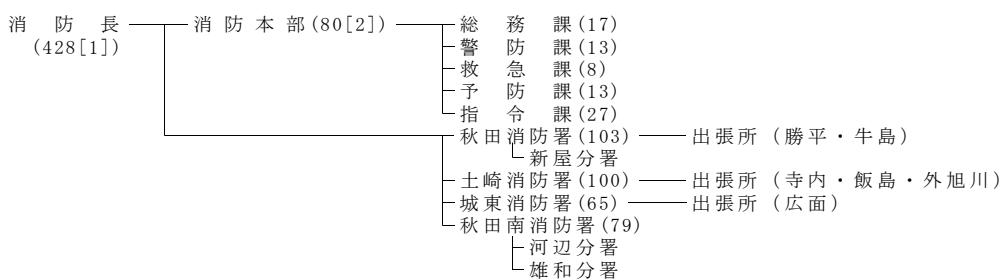 消防長 消防本部(80[2]) 総務課(17)
(428[1]) 警防課(13)
救急課(8)
予防課(13)
指令課(27)
秋田消防署(103) 出張所（勝平・牛島）
新屋分署
土崎消防署(100) 出張所（寺内・飯島・外旭川）
城東消防署(65) 出張所（広面）
秋田南消防署(79)
河辺分署
雄和分署